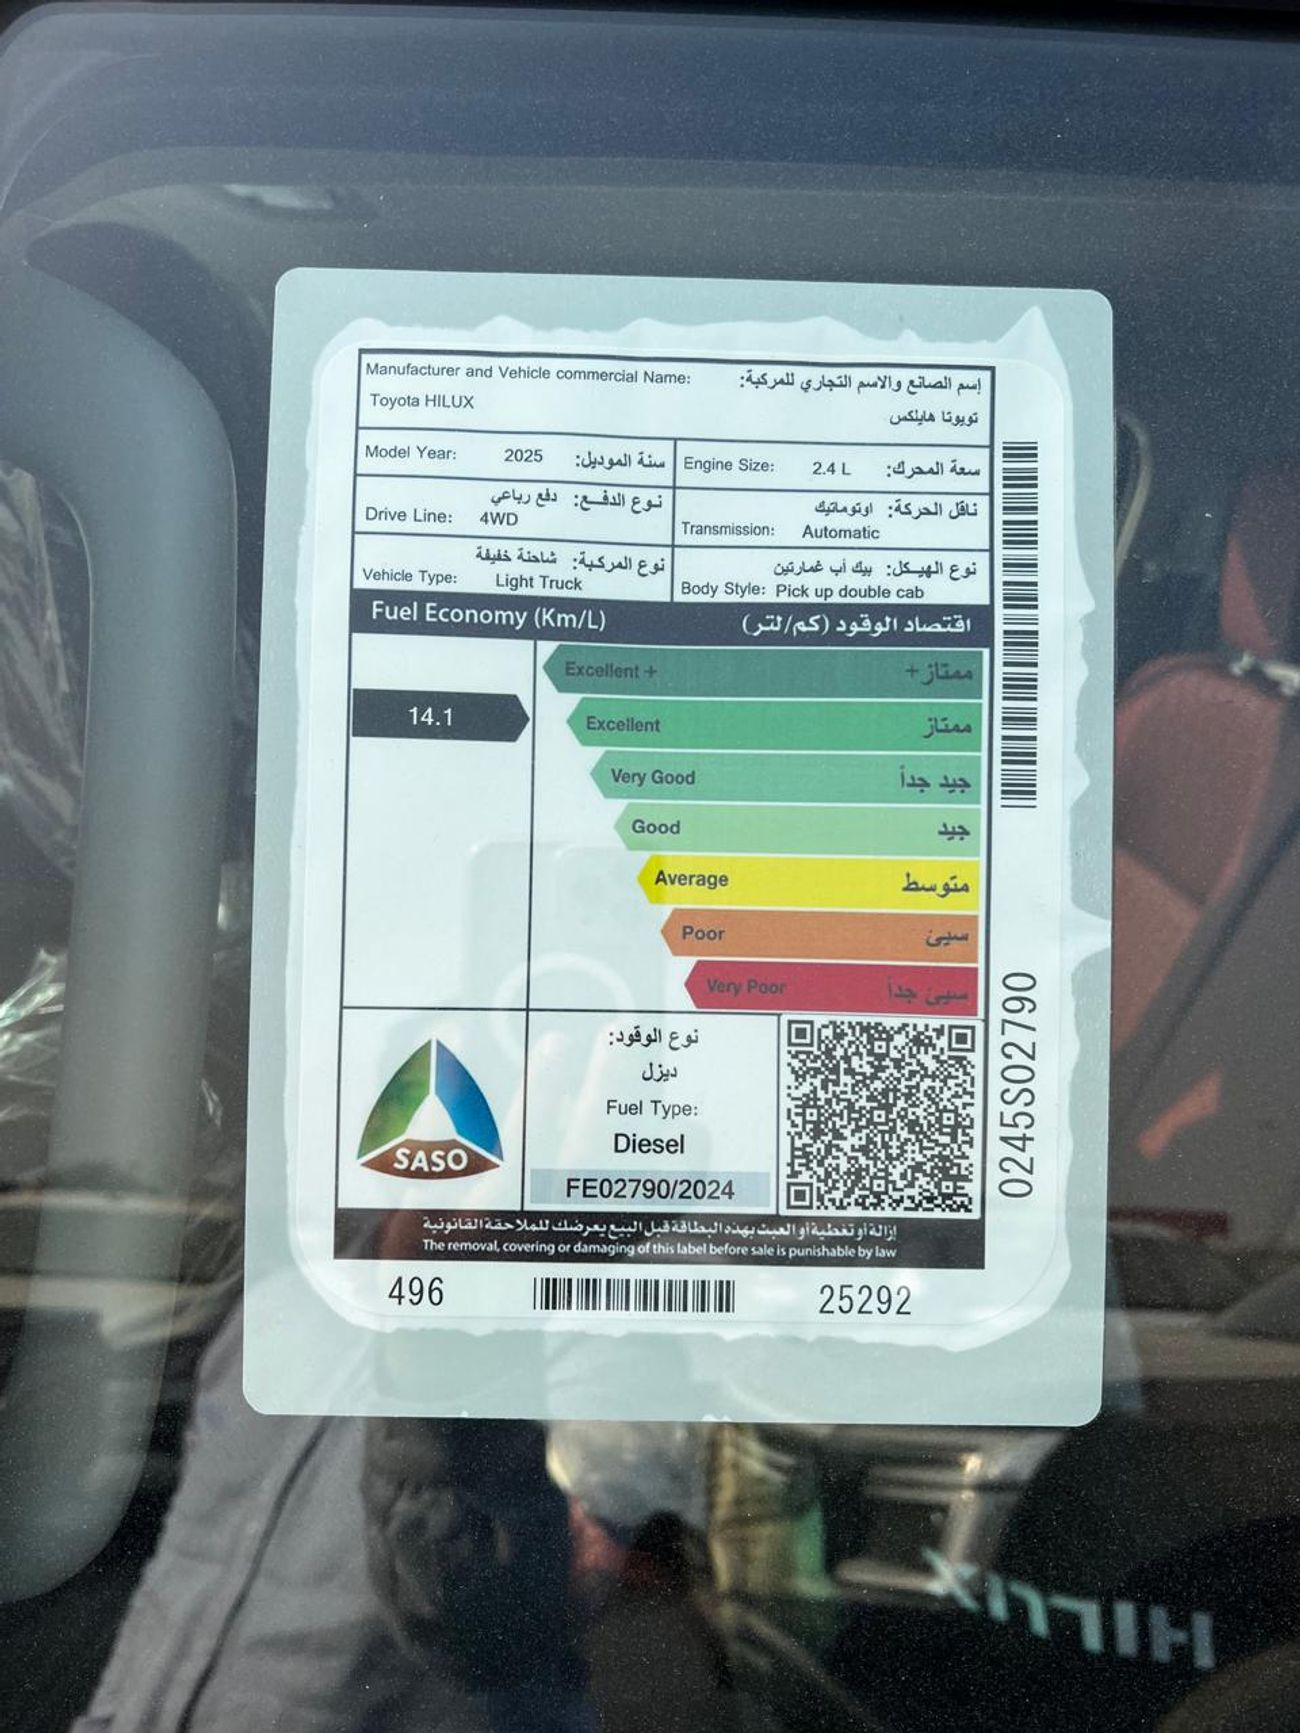 Manufacturer and Vehicle commercial Name: إسم الصانع والاسم التجاري للمركبة:
Toyota HILUX تويوتا هايلكس
Model Year: 2025 سنة الموديل:
Engine Size: 2.4 L سعة المحرك:
نوع الدفع: دفع رباعي
Drive Line: 4WD
ناقل الحركة: اوتوماتيك
Transmission: Automatic
نوع المركبة: شاحنة خفيفة
Vehicle Type: Light Truck
نوع الهيكل: بيك أب غمارتين
Body Style: Pick up double cab
Fuel Economy (Km/L) اقتصاد الوقود (كم/لتر)
Excellent + ممتاز +
14.1
Excellent ممتاز
Very Good جيد جداً
Good جيد
Average متوسط
Poor سيئ
Very Poor سيئ جداً
SASO
نوع الوقود:
ديزل
Fuel Type:
Diesel
FE02790/2024
إزالة أو تغطية أو العبث بهذه البطاقة قبل البيع يعرضك للملاحقة القانونية
The removal, covering or damaging of this label before sale is punishable by law
496 25292
0245S02790
HILUX